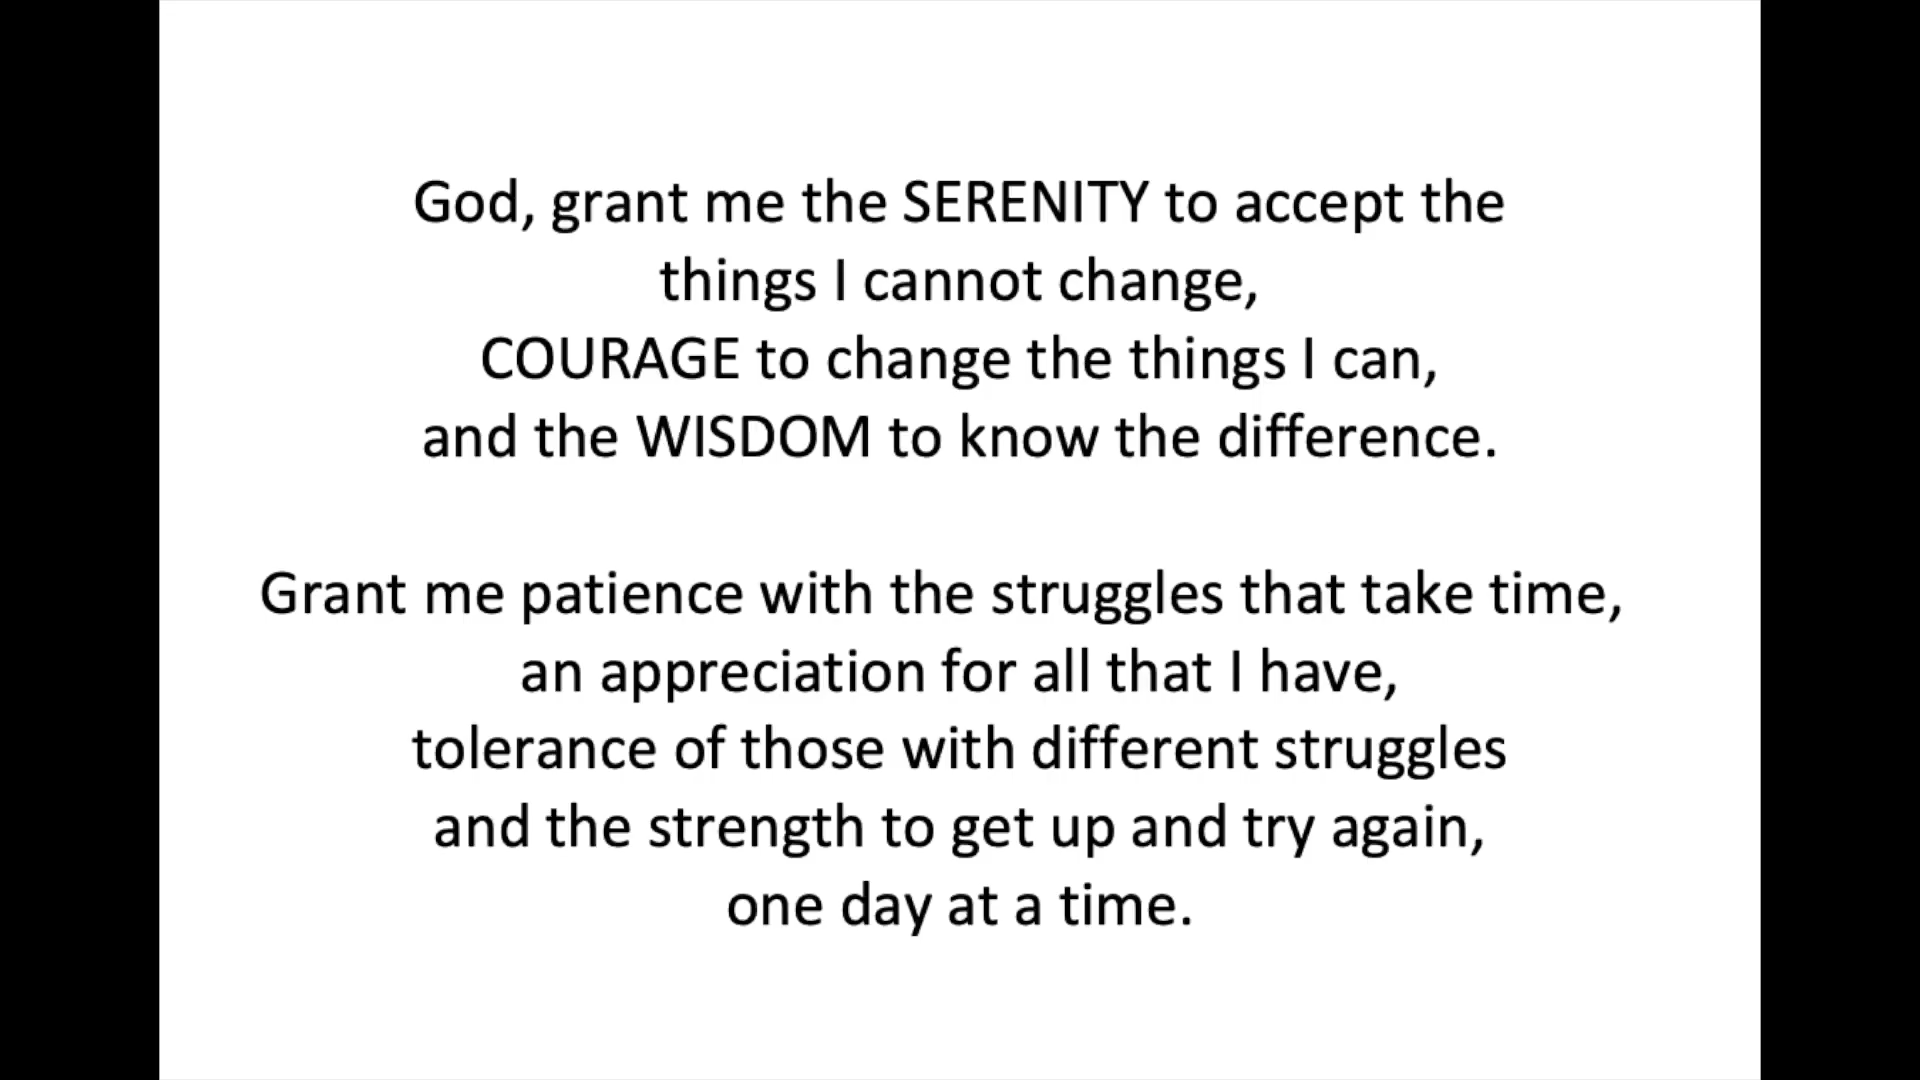 God, grant me the SERENITY to accept the
things I cannot change,
COURAGE to change the things I can,
and the WISDOM to know the difference.
Grant me patience with the struggles that take time,
an appreciation for all that I have,
tolerance of those with different struggles
and the strength to get up and try again,
one day at a time.